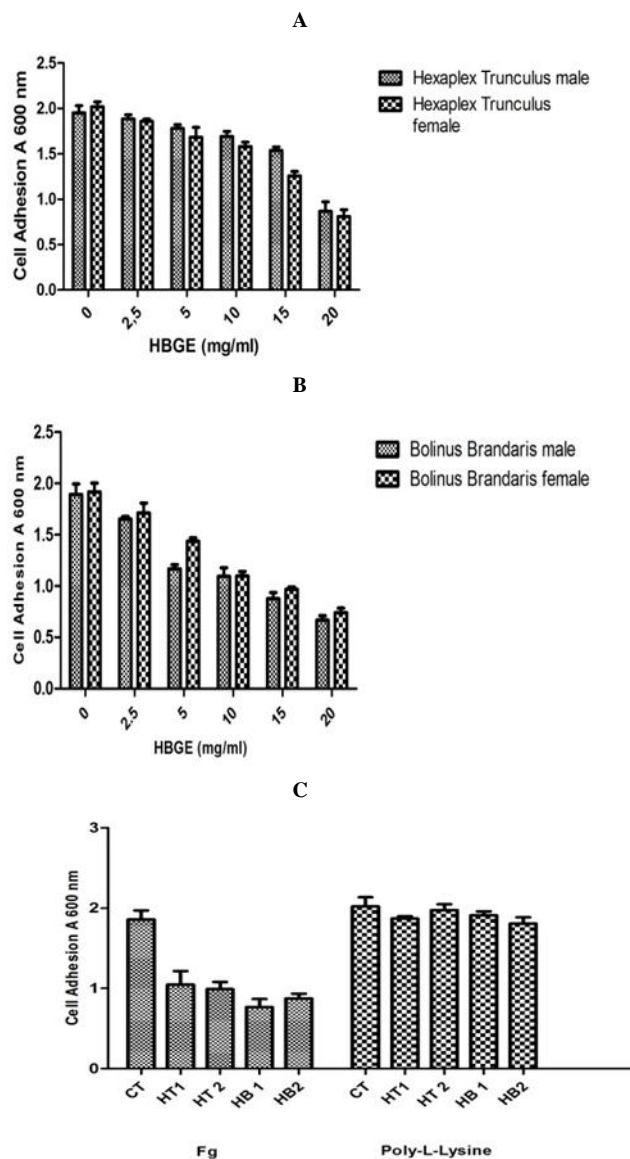 A
2.5
2.0
1.5
1.0
0.5
0.0
Cell Adhesion A 600 nm
0
2,5
5
10
15
20
HBGE (mg/ml)
Hexaplex Trunculus male
Hexaplex Trunculus
female
B
2.5
2.0
1.5
1.0
0.5
0.0
Cell Adhesion A 600 nm
0
2.5
5
10
15
20
HBGE (mg/ml)
Bolinus Brandaris male
Bolinus Brandaris female
C
3
2
1
0
Cell Adhesion A 600 nm
CT
HT1
HT 2
HB 1
HB2
CT
HT1
HT 2
HB 1
HB2
Fg
Poly-L-Lysine